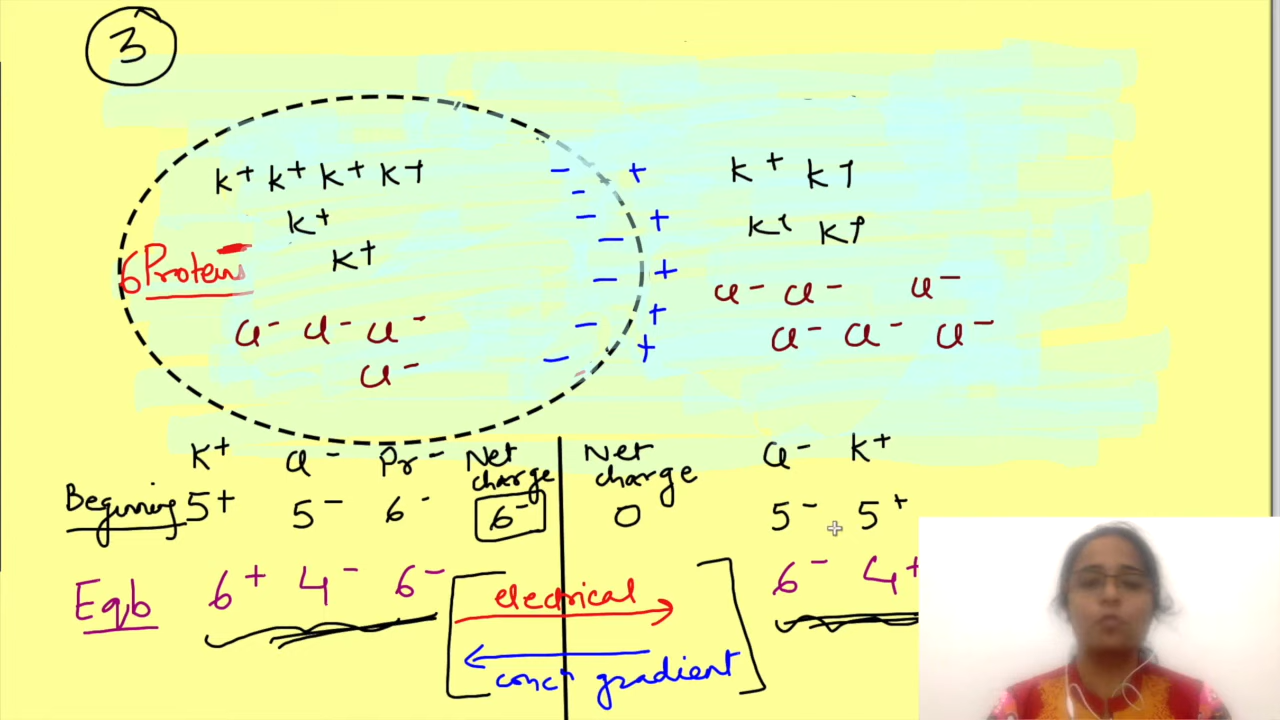 3
K+ K+ K+ K+
K+
K+
6 Proteins
Cl- Cl- Cl-
Cl-
- +
-
- +
-
- +
- +
- +
K+ K+
K+ K+
Cl- Cl- Cl-
Cl- Cl- Cl-
K+ Cl- Pr- Net charge Net charge Cl- K+
Beginning 5+ 5- 6- 6- 0 5- 5+
Eqb 6+ 4- 6- electrical 6- 4+
concn gradient